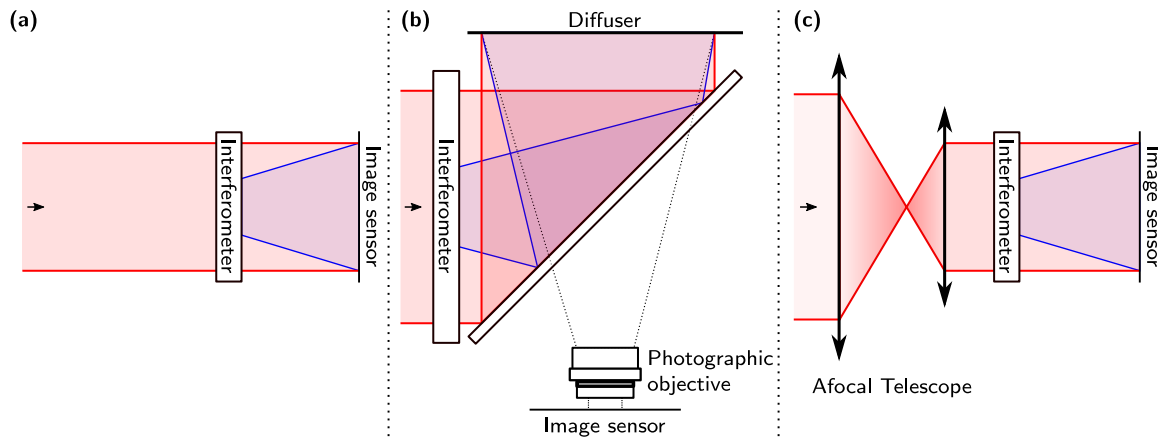 (a)
Interferometer
Image sensor
(b)
Diffuser
Interferometer
Photographic
objective
Image sensor
(c)
Interferometer
Image sensor
Afocal Telescope